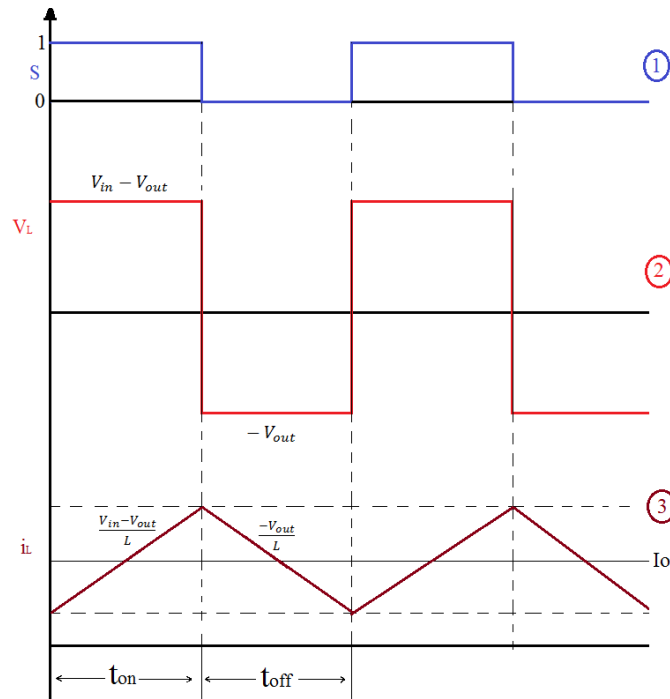 1
S
0
1
V_in − V_out
V_L
2
− V_out
3
(V_in−V_out)/L
−V_out/L
i_L
Io
t_on
t_off